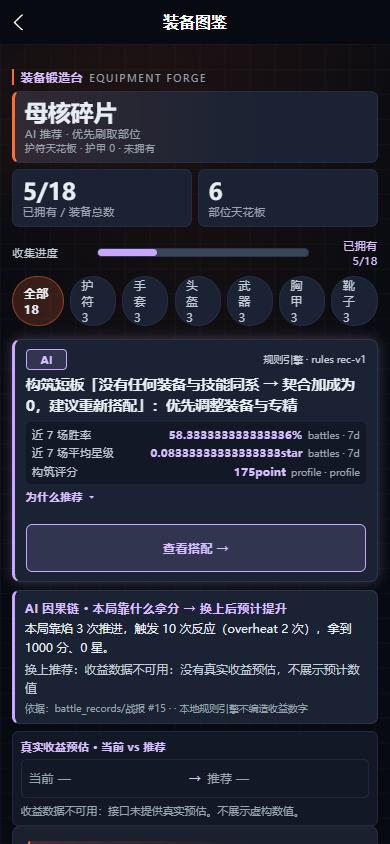 装备图鉴
装备锻造台 EQUIPMENT FORGE
母核碎片
AI 推荐 · 优先刷取部位
护符天花板 · 护甲 0 · 未拥有
5/18
已拥有 / 装备总数
6
部位天花板
收集进度
已拥有
5/18
全部
18
护
符
3
手
套
3
头
盔
3
武
器
3
胸
甲
3
靴
子
3
AI
规则引擎 · rules rec-v1
构筑短板「没有任何装备与技能同系 → 契合加成为
0，建议重新搭配」：优先调整装备与专精
近 7 场胜率 58.333333333333336% battles · 7d
近 7 场平均星级 0.08333333333333333star battles · 7d
构筑评分 175point profile · profile
为什么推荐
查看搭配 →
AI 因果链 · 本局靠什么拿分 → 换上后预计提升
本局靠焰 3 次推进，触发 10 次反应（overheat 2 次），拿到
1000 分、0 星。
换上推荐：收益数据不可用：没有真实收益预估，不展示预计数
值
依据：battle_records/战报 #15 · · 本地规则引擎不编造收益数字
真实收益预估 · 当前 vs 推荐
当前 — → 推荐 —
收益数据不可用：接口未提供真实预估。不展示虚构数值。